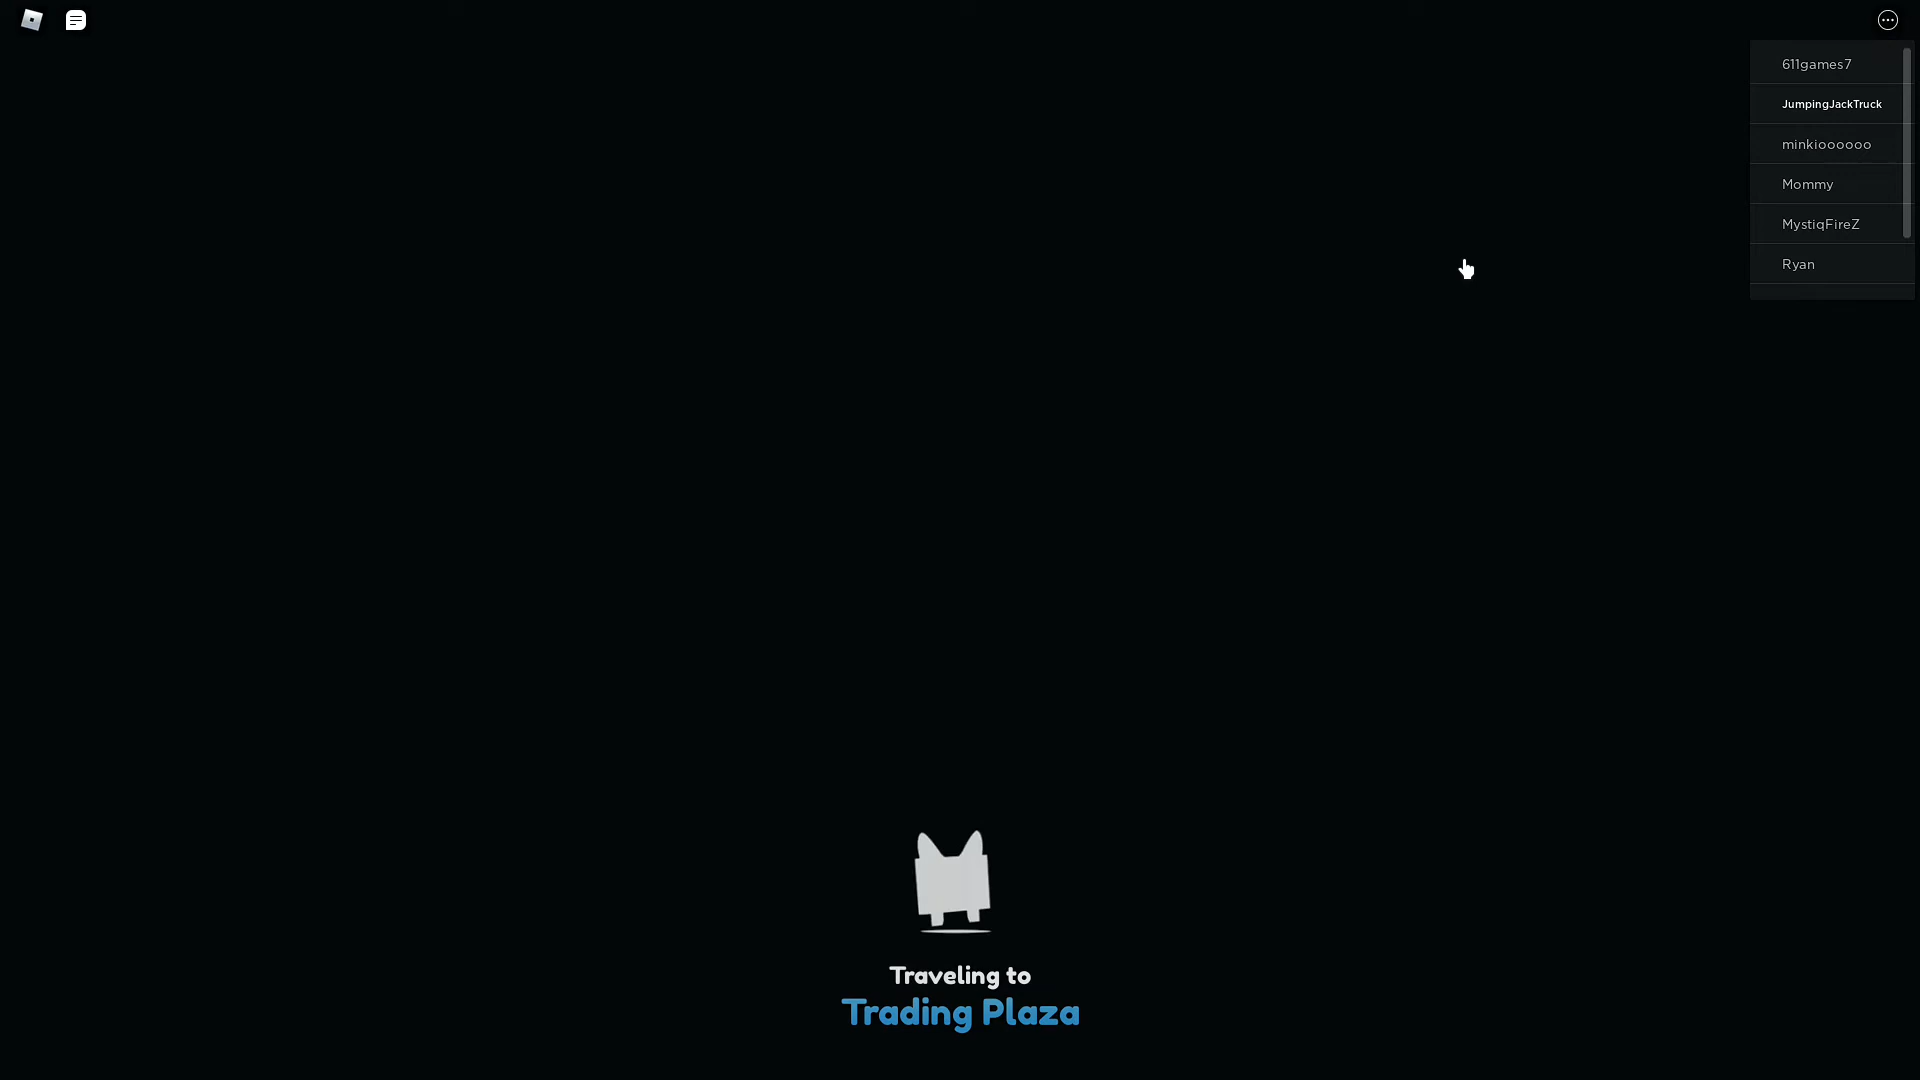 611games7
JumpingJackTruck
minkioooooo
Mommy
MystiqFireZ
Ryan
Traveling to
Trading Plaza